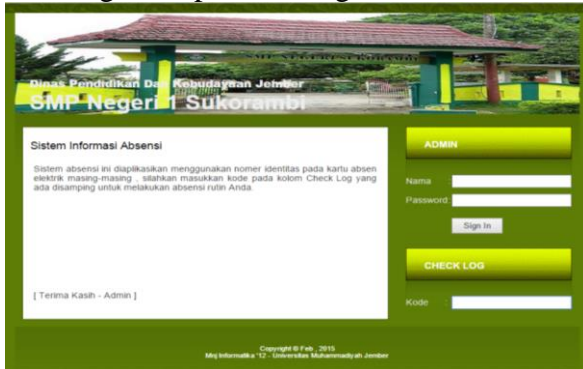 Dinas Pendidikan Dan Kebudayaan Jember
SMP Negeri 1 Sukorambi
Sistem Informasi Absensi
Sistem absensi ini diaplikasikan menggunakan nomer identitas pada kartu absen
elektrik masing-masing , silahkan masukkan kode pada kolom Check Log yang
ada disamping untuk melakukan absensi rutin Anda.
[ Terima Kasih - Admin ]
ADMIN
Nama :
Password:
Sign In
CHECK LOG
Kode :
Copyright © Feb , 2015
Mnj Informatika '12 - Universitas Muhammadiyah Jember